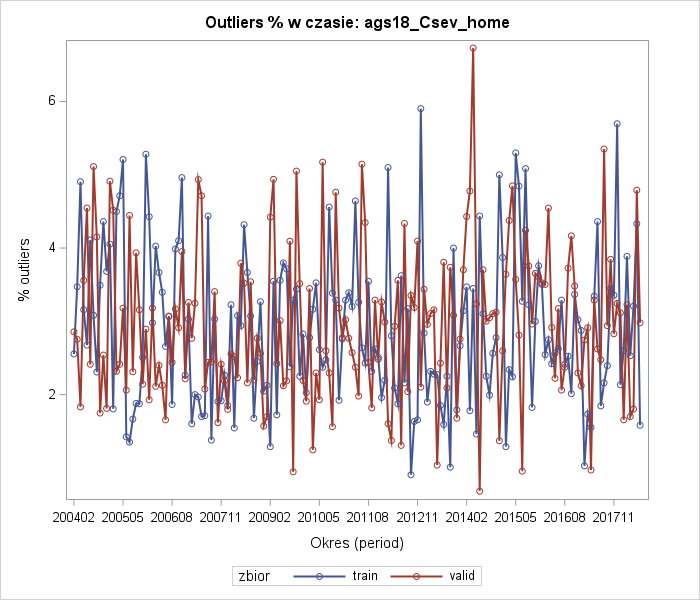 Outliers % w czasie: ags18_Csev_home
% outliers
6
4
2
200402 200505 200608 200711 200902 201005 201108 201211 201402 201505 201608 201711
Okres (period)
zbior train valid